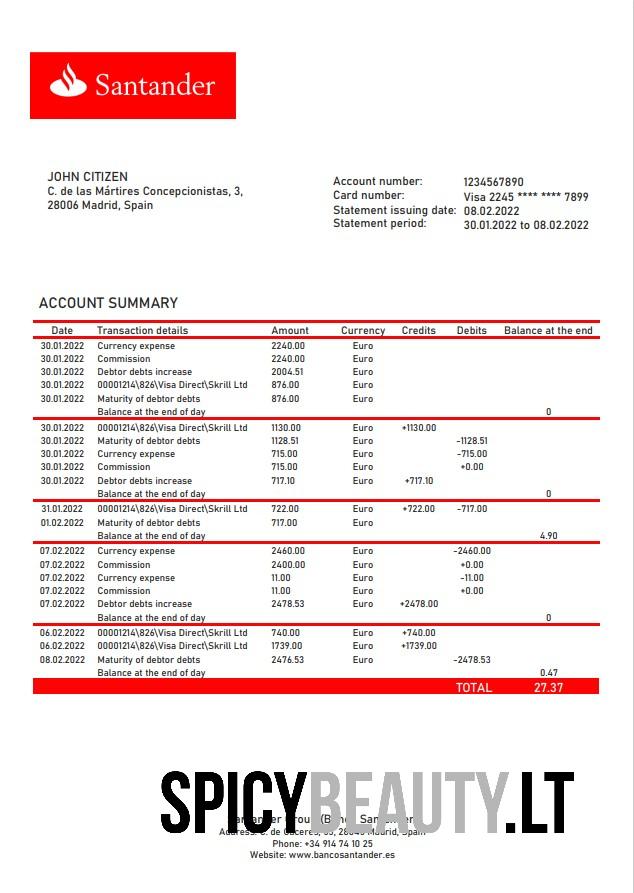 Santander
JOHN CITIZEN
C. de las Mártires Concepcionistas, 3,
28006 Madrid, Spain
Account number: 1234567890
Card number: Visa 2245 **** **** 7899
Statement issuing date: 08.02.2022
Statement period: 30.01.2022 to 08.02.2022
ACCOUNT SUMMARY
Date Transaction details Amount Currency Credits Debits Balance at the end
30.01.2022 Currency expense 2240.00 Euro
30.01.2022 Commission 2240.00 Euro
30.01.2022 Debtor debts increase 2004.51 Euro
30.01.2022 00001214\826\Visa Direct\Skrill Ltd 876.00 Euro
30.01.2022 Maturity of debtor debts 876.00 Euro
Balance at the end of day 0
30.01.2022 00001214\826\Visa Direct\Skrill Ltd 1130.00 Euro +1130.00
30.01.2022 Maturity of debtor debts 1128.51 Euro -1128.51
30.01.2022 Currency expense 715.00 Euro -715.00
30.01.2022 Commission 715.00 Euro +0.00
30.01.2022 Debtor debts increase 717.10 Euro +717.10
Balance at the end of day 0
31.01.2022 00001214\826\Visa Direct\Skrill Ltd 722.00 Euro +722.00 -717.00
01.02.2022 Maturity of debtor debts 717.00 Euro
Balance at the end of day 4.90
07.02.2022 Currency expense 2460.00 Euro -2460.00
07.02.2022 Commission 2400.00 Euro +0.00
07.02.2022 Currency expense 11.00 Euro -11.00
07.02.2022 Commission 11.00 Euro +0.00
07.02.2022 Debtor debts increase 2478.53 Euro +2478.00
Balance at the end of day 0
06.02.2022 00001214\826\Visa Direct\Skrill Ltd 740.00 Euro +740.00
06.02.2022 00001214\826\Visa Direct\Skrill Ltd 1739.00 Euro +1739.00
08.02.2022 Maturity of debtor debts 2476.53 Euro -2478.53
Balance at the end of day 0.47
TOTAL 27.37
SPICYBEAUTY.LT
Santander Group (Banco Santander)
Address: C. de Cáceres, Madrid, Spain
Phone: +34 914 74 10 25
Website: www.bancosantander.es